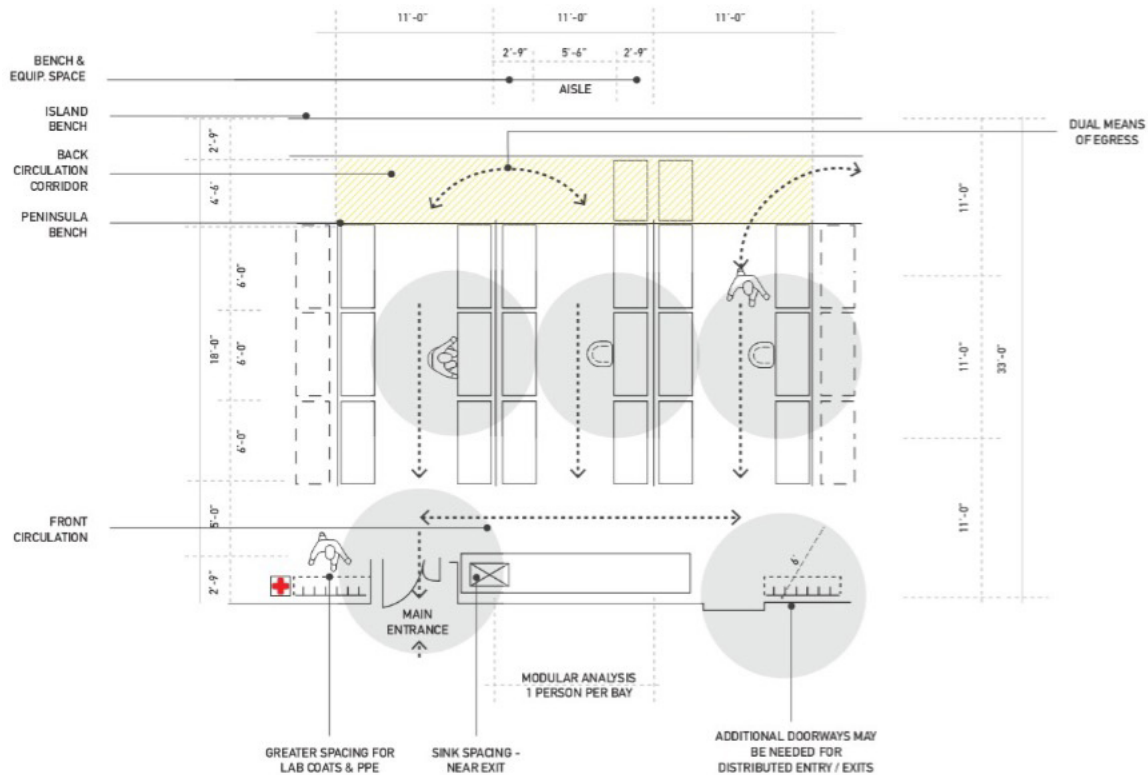 11'-0"
11'-0"
11'-0"
2'-9"
5'-6"
2'-9"
AISLE
BENCH &
EQUIP. SPACE
ISLAND
BENCH
BACK
CIRCULATION
CORRIDOR
PENINSULA
BENCH
DUAL MEANS
OF EGRESS
2'-9"
4'-6'
6'-0"
6'-0"
6'-0"
18'-0"
5'-0"
2'-9"
11'-0"
11'-0"
11'-0"
33'-0"
FRONT
CIRCULATION
MAIN
ENTRANCE
6'
MODULAR ANALYSIS
1 PERSON PER BAY
GREATER SPACING FOR
LAB COATS & PPE
SINK SPACING -
NEAR EXIT
ADDITIONAL DOORWAYS MAY
BE NEEDED FOR
DISTRIBUTED ENTRY / EXITS